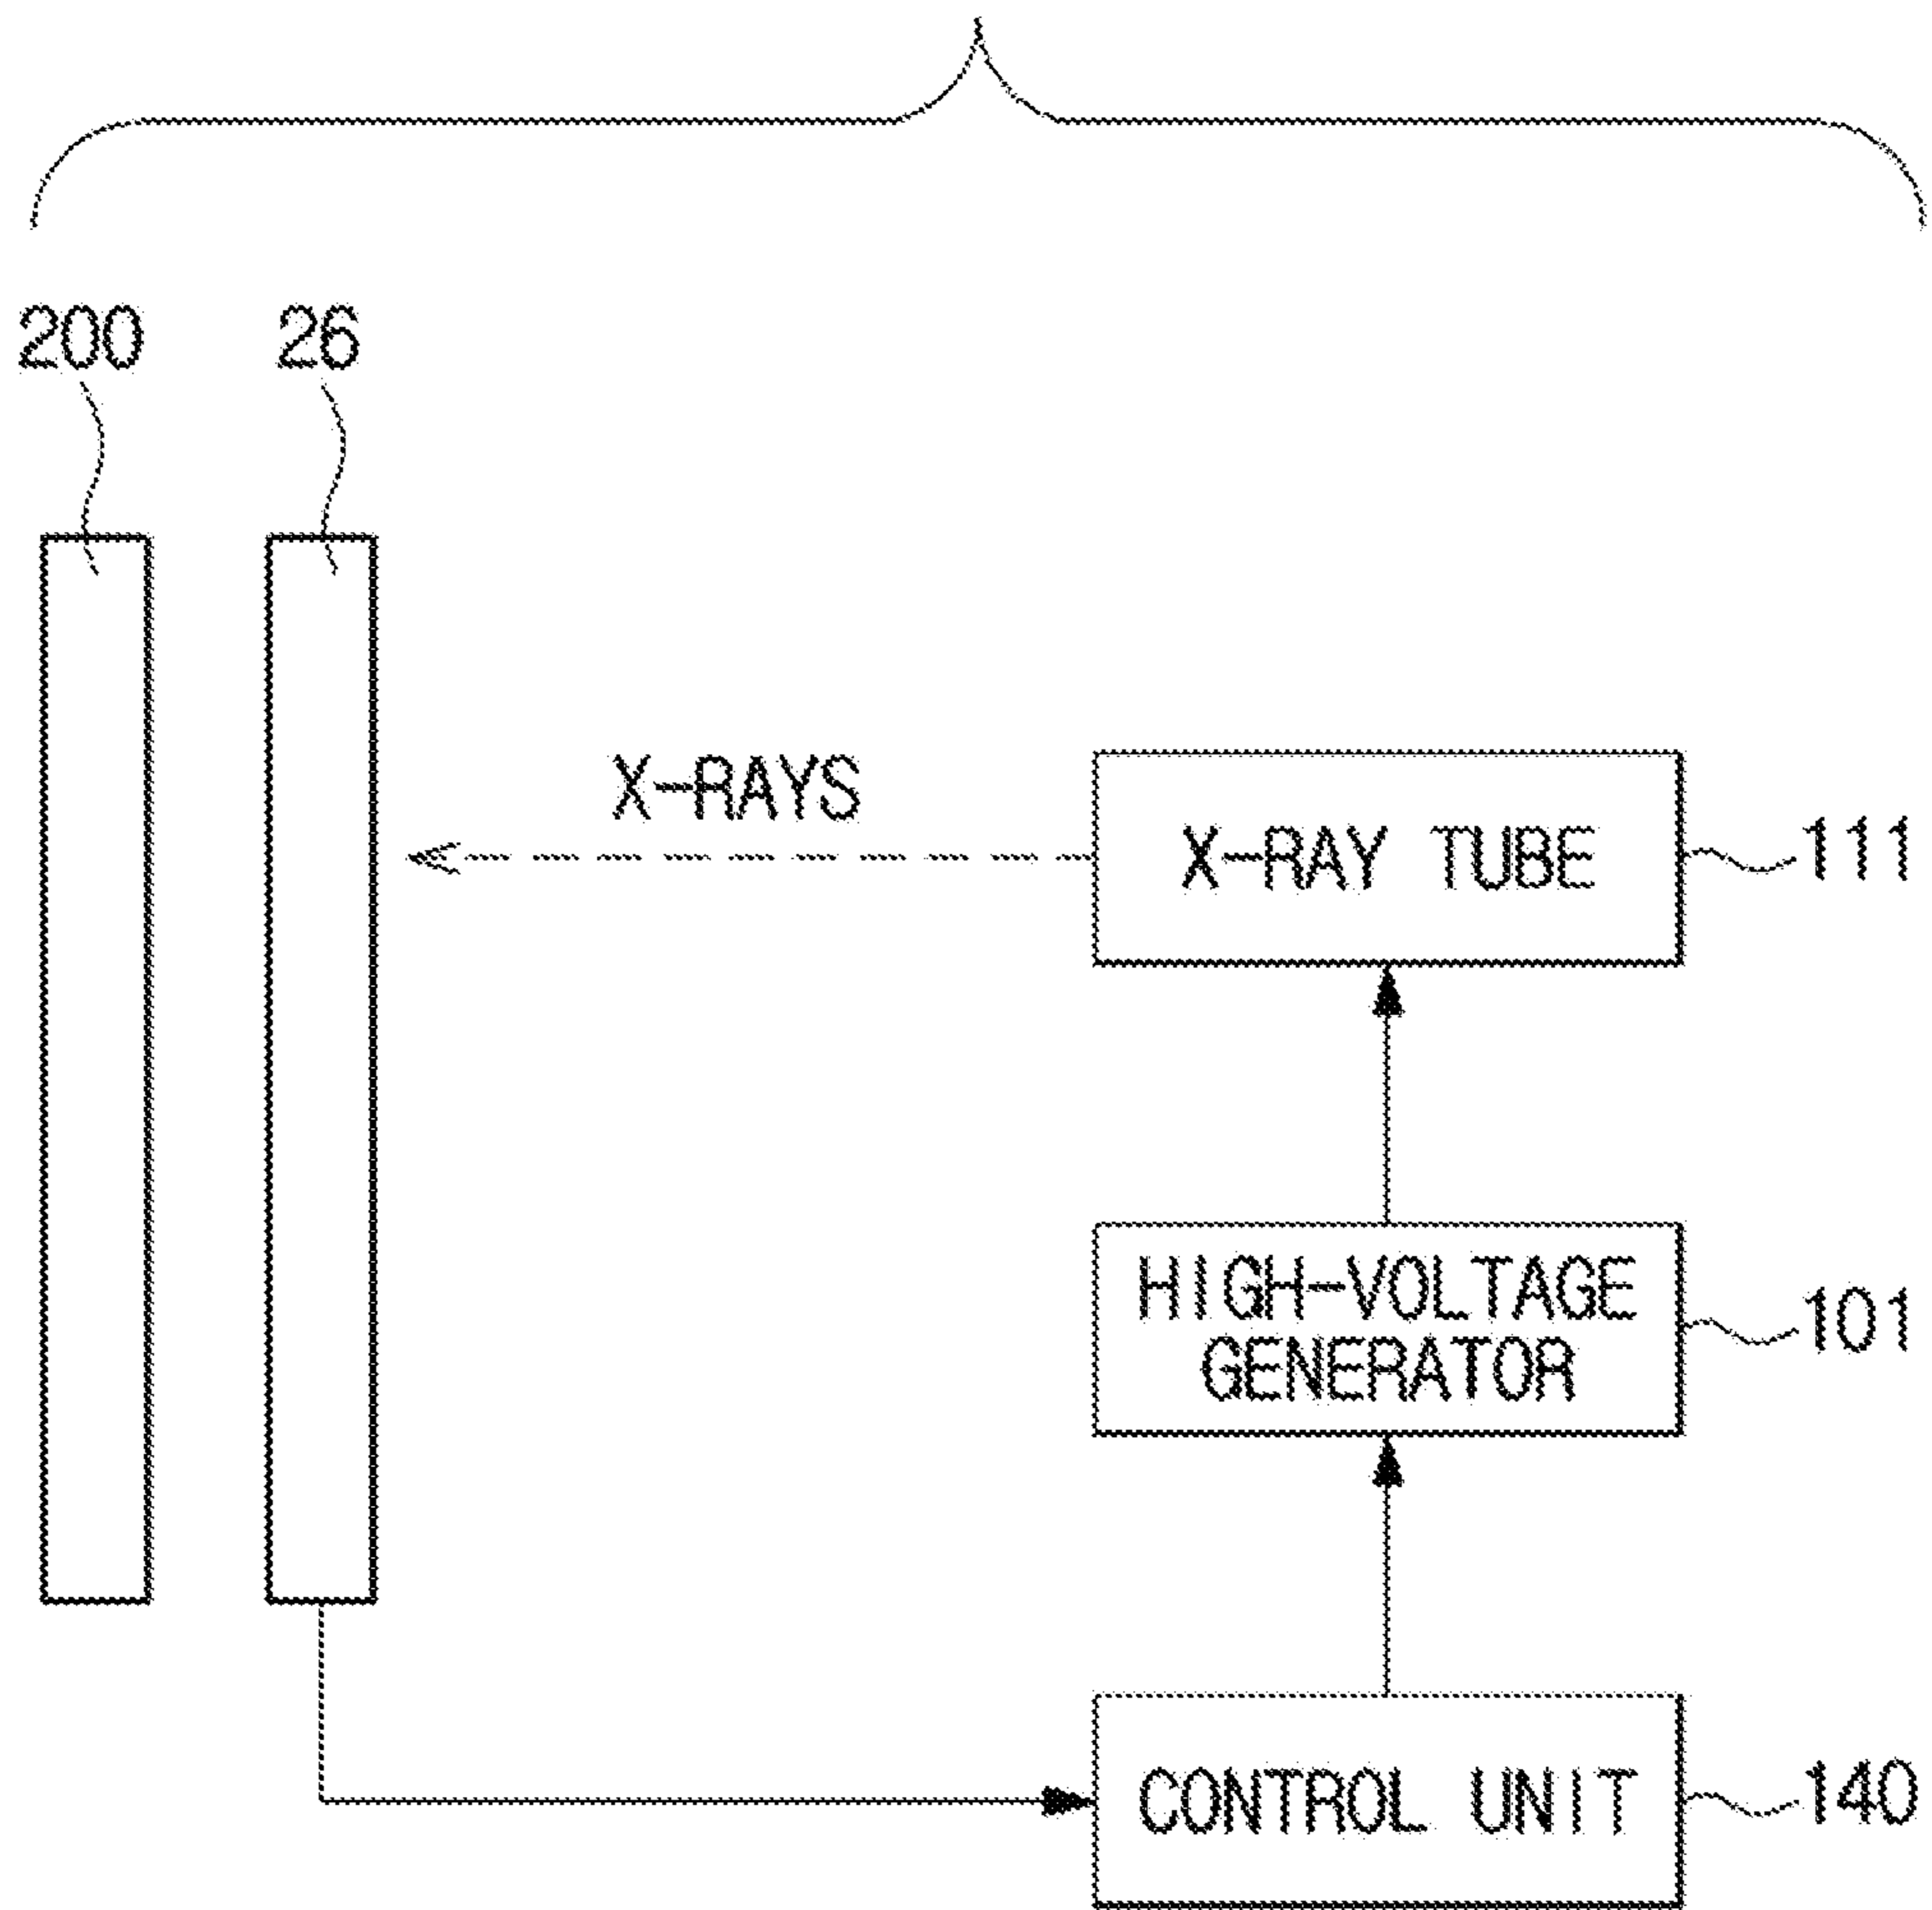 200
26
X-RAYS
X-RAY TUBE
111
HIGH-VOLTAGE
GENERATOR
101
CONTROL UNIT
140